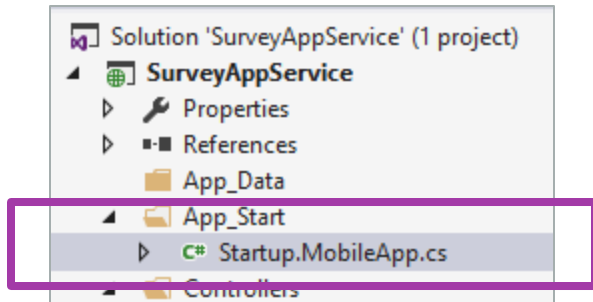 Solution 'SurveyAppService' (1 project)
SurveyAppService
Properties
References
App_Data
App_Start
C# Startup.MobileApp.cs
Controllers